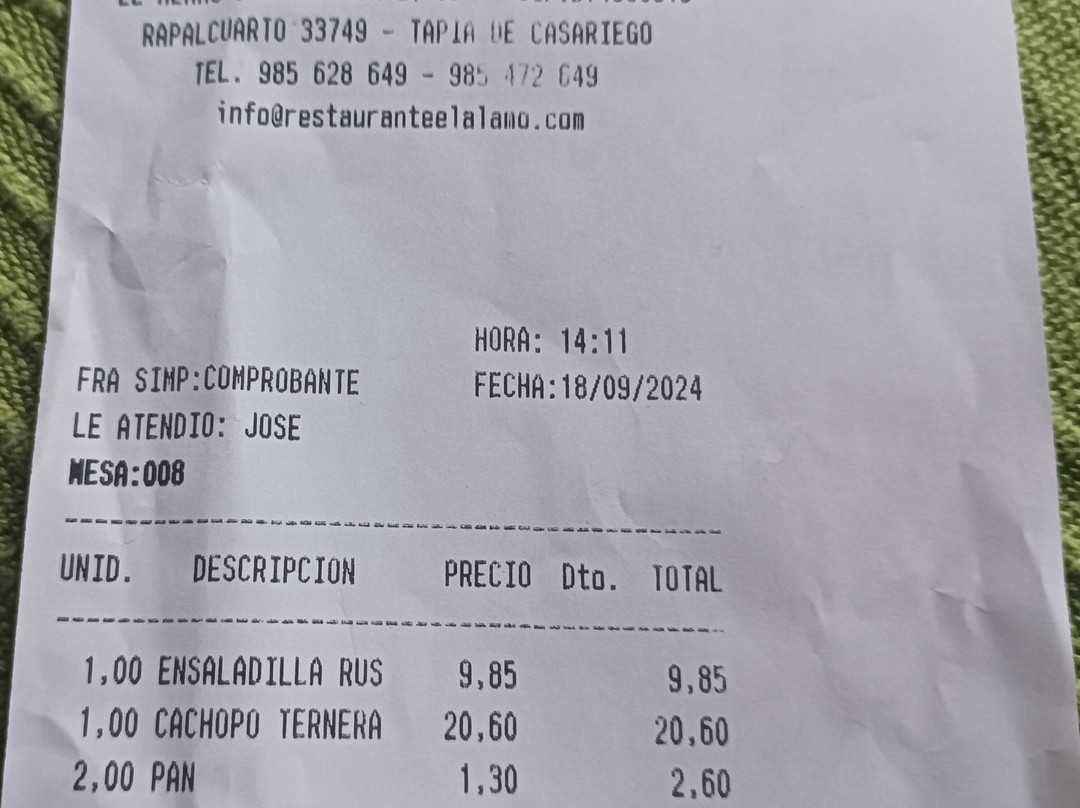 RAPALCUARTO 33749 - TAPIA DE CASARIEGO
TEL. 985 628 649 - 985 472 649
info@restauranteelalamo.com
HORA: 14:11
FRA SIMP:COMPROBANTE FECHA:18/09/2024
LE ATENDIO: JOSE
MESA:008
UNID. DESCRIPCION PRECIO Dto. TOTAL
1,00 ENSALADILLA RUS 9,85 9,85
1,00 CACHOPO TERNERA 20,60 20,60
2,00 PAN 1,30 2,60